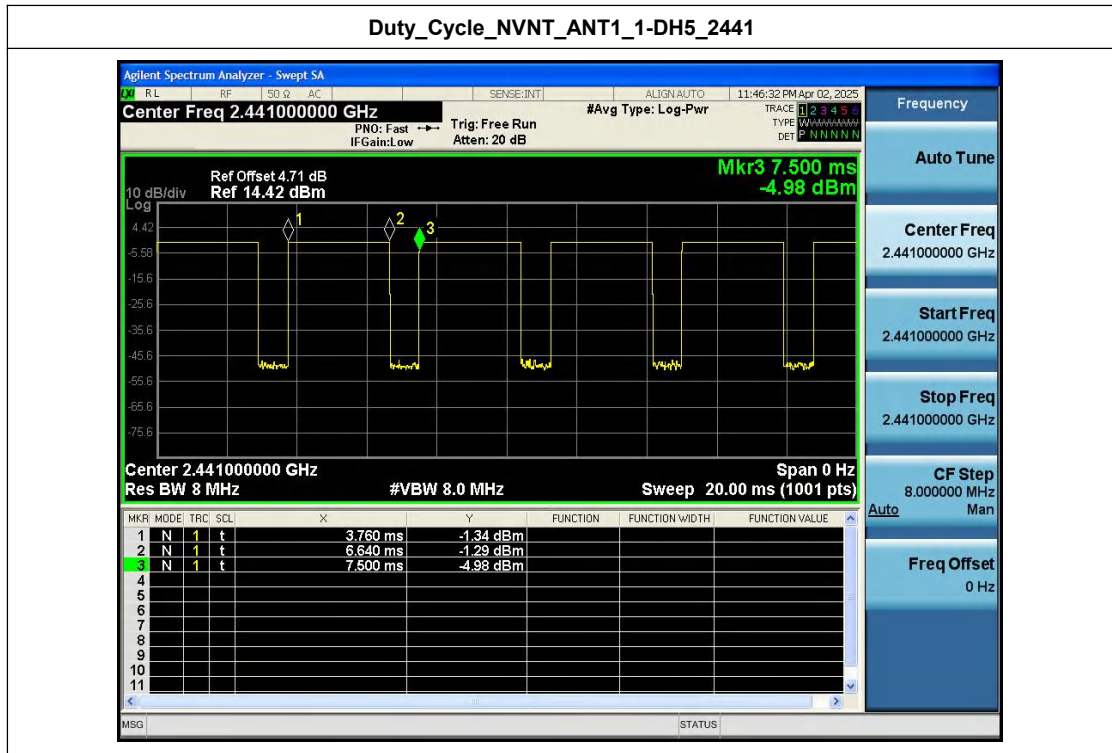 Duty_Cycle_NVNT_ANT1_1-DH5_2441
Agilent Spectrum Analyzer - Swept SA
LXI RL RF 50 Ω AC SENSE:INT ALIGN AUTO 11:46:32 PM Apr 02, 2025
Center Freq 2.441000000 GHz #Avg Type: Log-Pwr TRACE 1 2 3 4 5 6
PNO: Fast Trig: Free Run TYPE WWWWWW
IFGain:Low Atten: 20 dB DET P NNNNN
Mkr3 7.500 ms
-4.98 dBm
Ref Offset 4.71 dB
10 dB/div Ref 14.42 dBm
Log
4.42
-5.58
-15.6
-25.6
-35.6
-45.6
-55.6
-65.6
-75.6
1
2
3
Center 2.441000000 GHz Span 0 Hz
Res BW 8 MHz #VBW 8.0 MHz Sweep 20.00 ms (1001 pts)
MKR MODE TRC SCL X Y FUNCTION FUNCTION WIDTH FUNCTION VALUE
1 N 1 t 3.760 ms -1.34 dBm
2 N 1 t 6.640 ms -1.29 dBm
3 N 1 t 7.500 ms -4.98 dBm
4
5
6
7
8
9
10
11
MSG STATUS
Frequency
Auto Tune
Center Freq
2.441000000 GHz
Start Freq
2.441000000 GHz
Stop Freq
2.441000000 GHz
CF Step
8.000000 MHz
Auto Man
Freq Offset
0 Hz